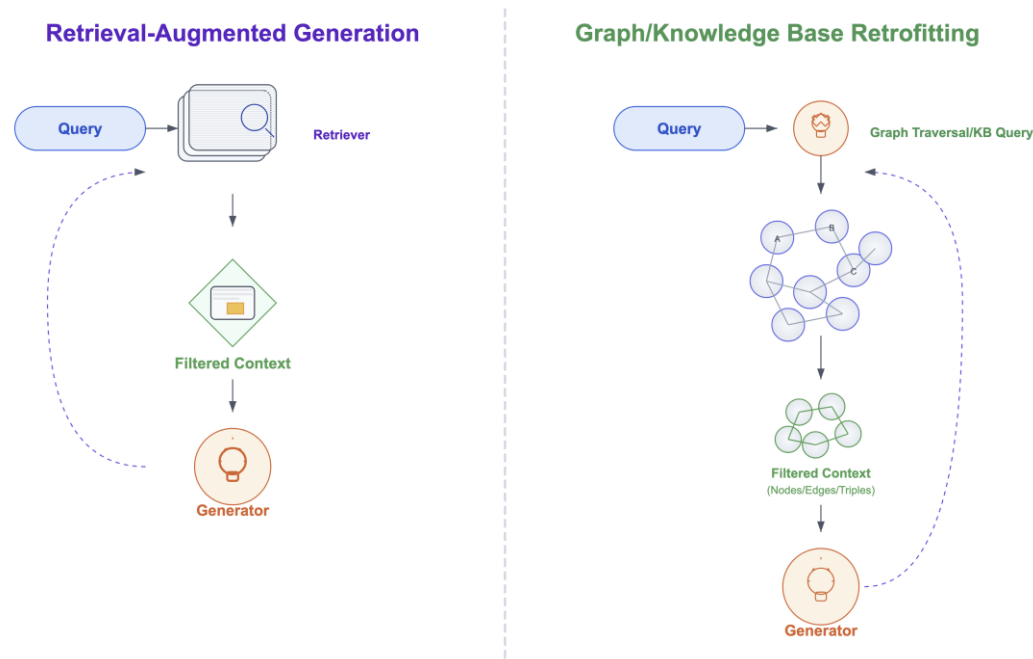 Retrieval-Augmented Generation
Query
Retriever
Filtered Context
Generator
Graph/Knowledge Base Retrofitting
Query
Graph Traversal/KB Query
A
B
C
Filtered Context
(Nodes/Edges/Triples)
Generator